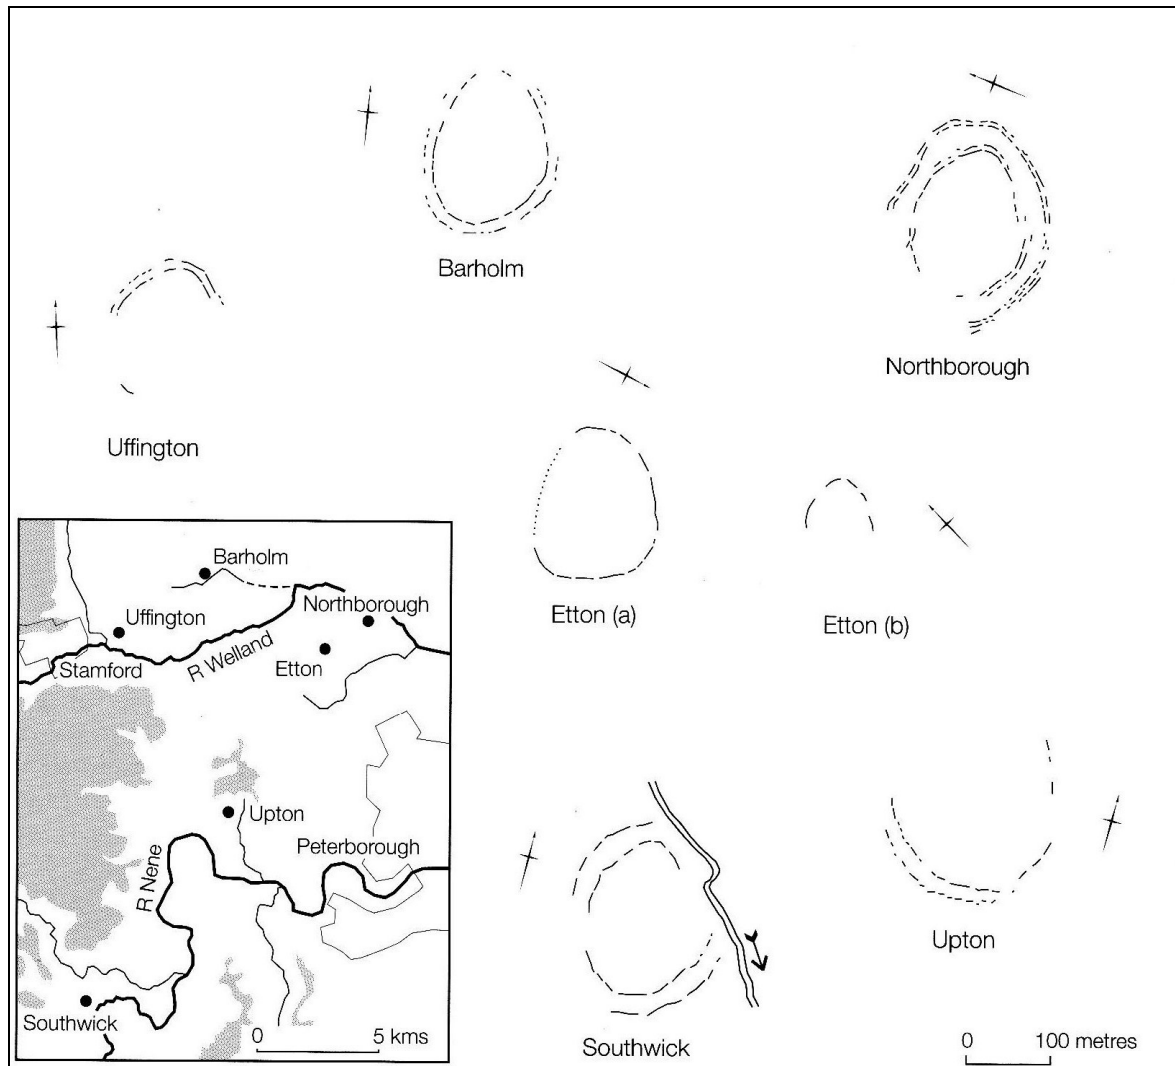 Barholm
Northborough
Uffington
Etton (a)
Etton (b)
Barholm
Uffington
Northborough
R Welland
Stamford
Etton
Upton
Peterborough
R Nene
Southwick
0 5 kms
Upton
Southwick
0 100 metres